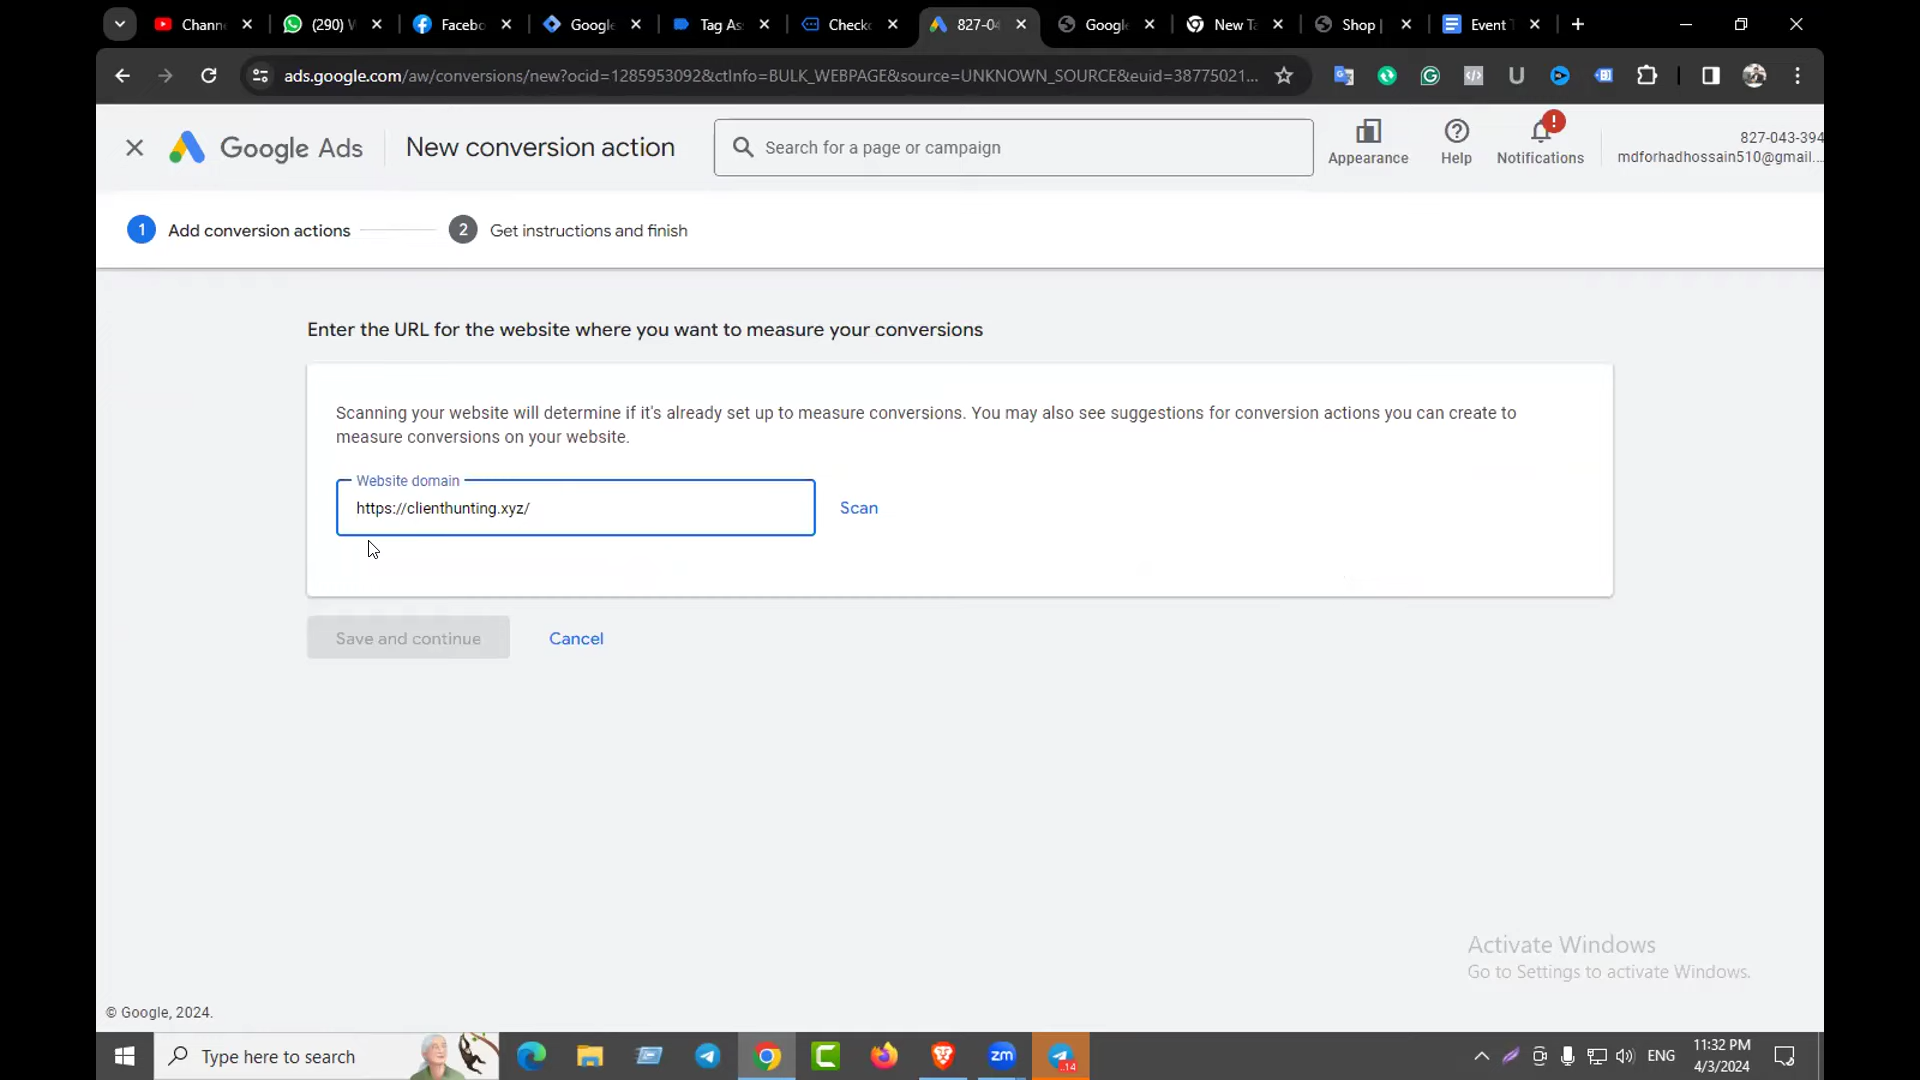 Chann
(290) W
Facebo
Google
Tag As
Check
827-04
Google
New Ta
Shop |
Event T
ads.google.com/aw/conversions/new?ocid=1285953092&ctInfo=BULK_WEBPAGE&source=UNKNOWN_SOURCE&euid=38775021...
Google Ads
New conversion action
Search for a page or campaign
Appearance
Help
Notifications
827-043-394
mdforhadhossain510@gmail...
1 Add conversion actions
2 Get instructions and finish
Enter the URL for the website where you want to measure your conversions
Scanning your website will determine if it's already set up to measure conversions. You may also see suggestions for conversion actions you can create to
measure conversions on your website.
Website domain
https://clienthunting.xyz/
Scan
Save and continue
Cancel
Activate Windows
Go to Settings to activate Windows.
© Google, 2024.
Type here to search
zm
14
ENG
11:32 PM
4/3/2024